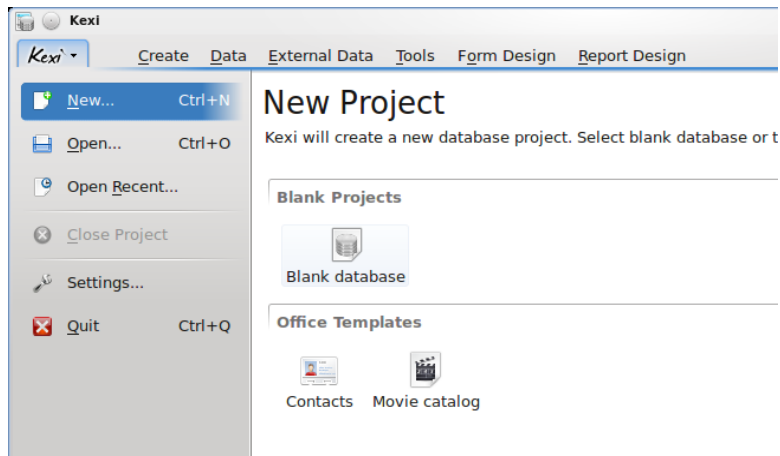 Kexi
Kexi Create Data External Data Tools Form Design Report Design
New... Ctrl+N
Open... Ctrl+O
Open Recent...
Close Project
Settings...
Quit Ctrl+Q
New Project
Kexi will create a new database project. Select blank database or t
Blank Projects
Blank database
Office Templates
Contacts Movie catalog